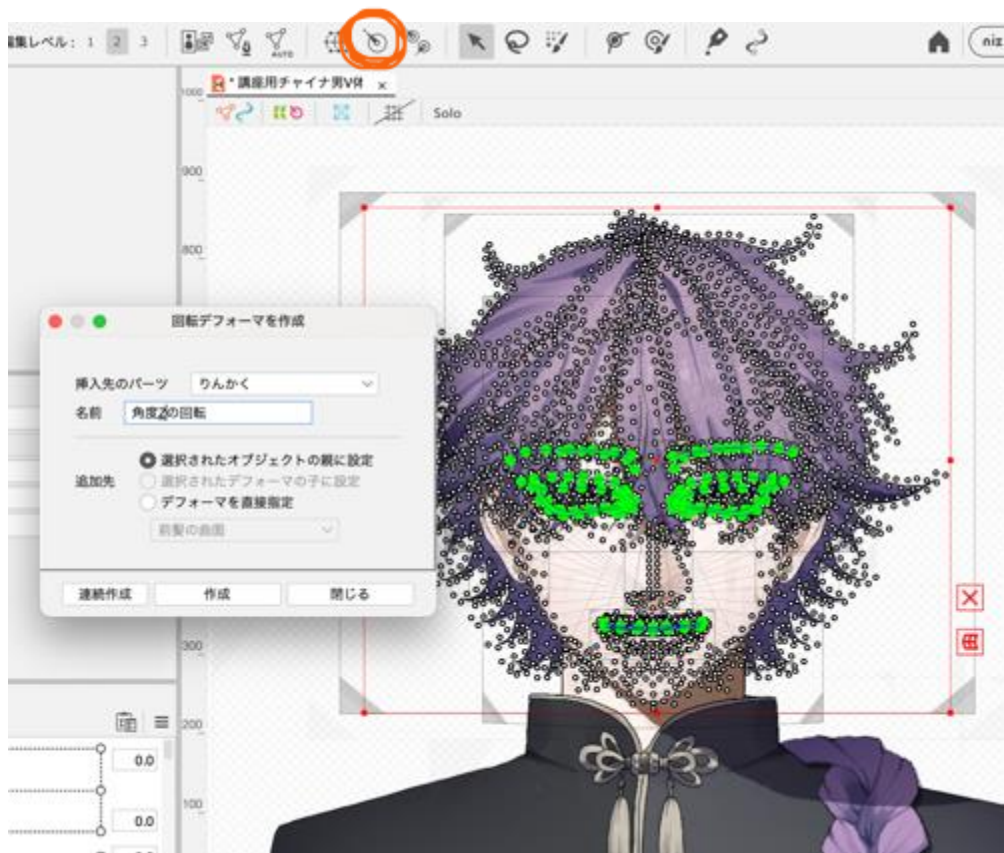 編集レベル： 1 2 3
AUTO
niz
* 講座用チャイナ男V体 ×
Solo
1000
900
800
回転デフォーマを作成
挿入先のパーツ りんかく
名前 角度Zの回転
追加先
選択されたオブジェクトの親に設定
選択されたデフォーマの子に設定
デフォーマを直接指定
前髪の曲面
連続作成 作成 閉じる
300
200
0.0
100
0.0